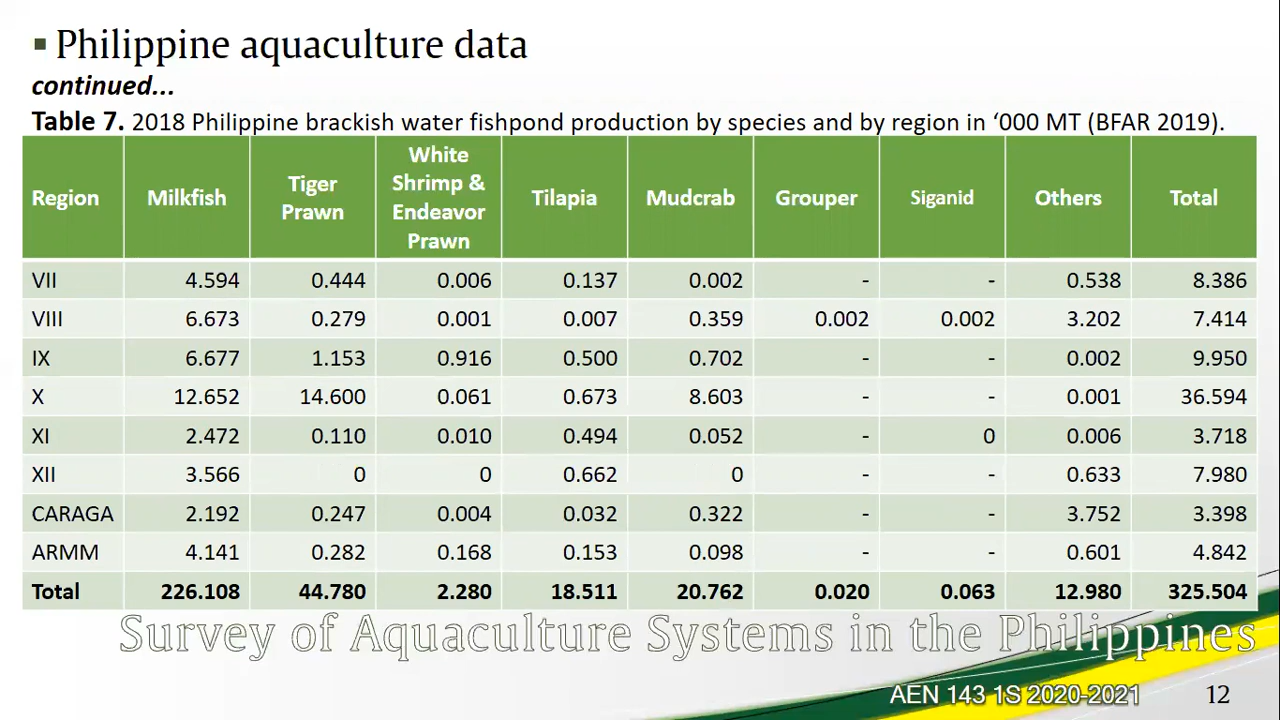 ▪ Philippine aquaculture data
continued...
Table 7. 2018 Philippine brackish water fishpond production by species and by region in ‘000 MT (BFAR 2019).
Region Milkfish Tiger Prawn White Shrimp & Endeavor Prawn Tilapia Mudcrab Grouper Siganid Others Total
VII 4.594 0.444 0.006 0.137 0.002 - - 0.538 8.386
VIII 6.673 0.279 0.001 0.007 0.359 0.002 0.002 3.202 7.414
IX 6.677 1.153 0.916 0.500 0.702 - - 0.002 9.950
X 12.652 14.600 0.061 0.673 8.603 - - 0.001 36.594
XI 2.472 0.110 0.010 0.494 0.052 - 0 0.006 3.718
XII 3.566 0 0 0.662 0 - - 0.633 7.980
CARAGA 2.192 0.247 0.004 0.032 0.322 - - 3.752 3.398
ARMM 4.141 0.282 0.168 0.153 0.098 - - 0.601 4.842
Total 226.108 44.780 2.280 18.511 20.762 0.020 0.063 12.980 325.504
Survey of Aquaculture Systems in the Philippines
AEN 143 1S 2020-2021 12